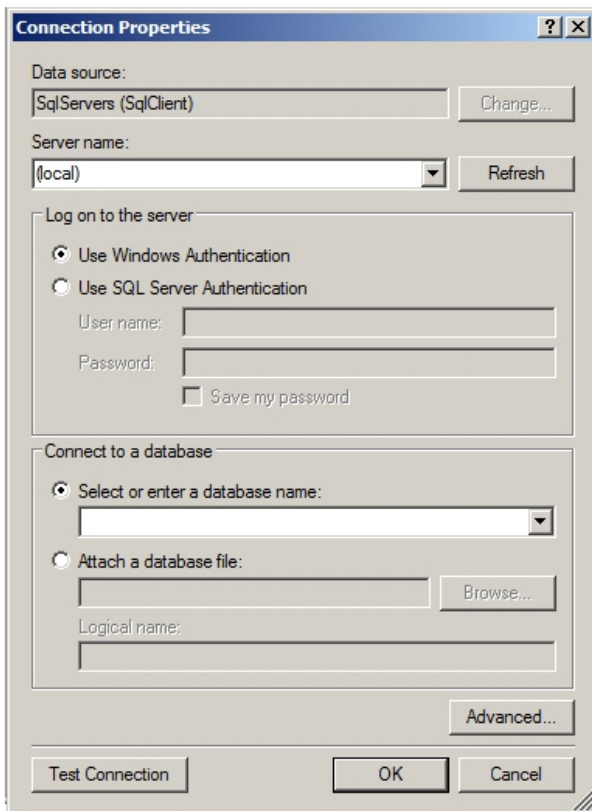 Connection Properties
Data source:
SqlServers (SqlClient)
Change...
Server name:
(local)
Refresh
Log on to the server
Use Windows Authentication
Use SQL Server Authentication
User name:
Password:
Save my password
Connect to a database
Select or enter a database name:
Attach a database file:
Browse...
Logical name:
Advanced...
Test Connection
OK
Cancel